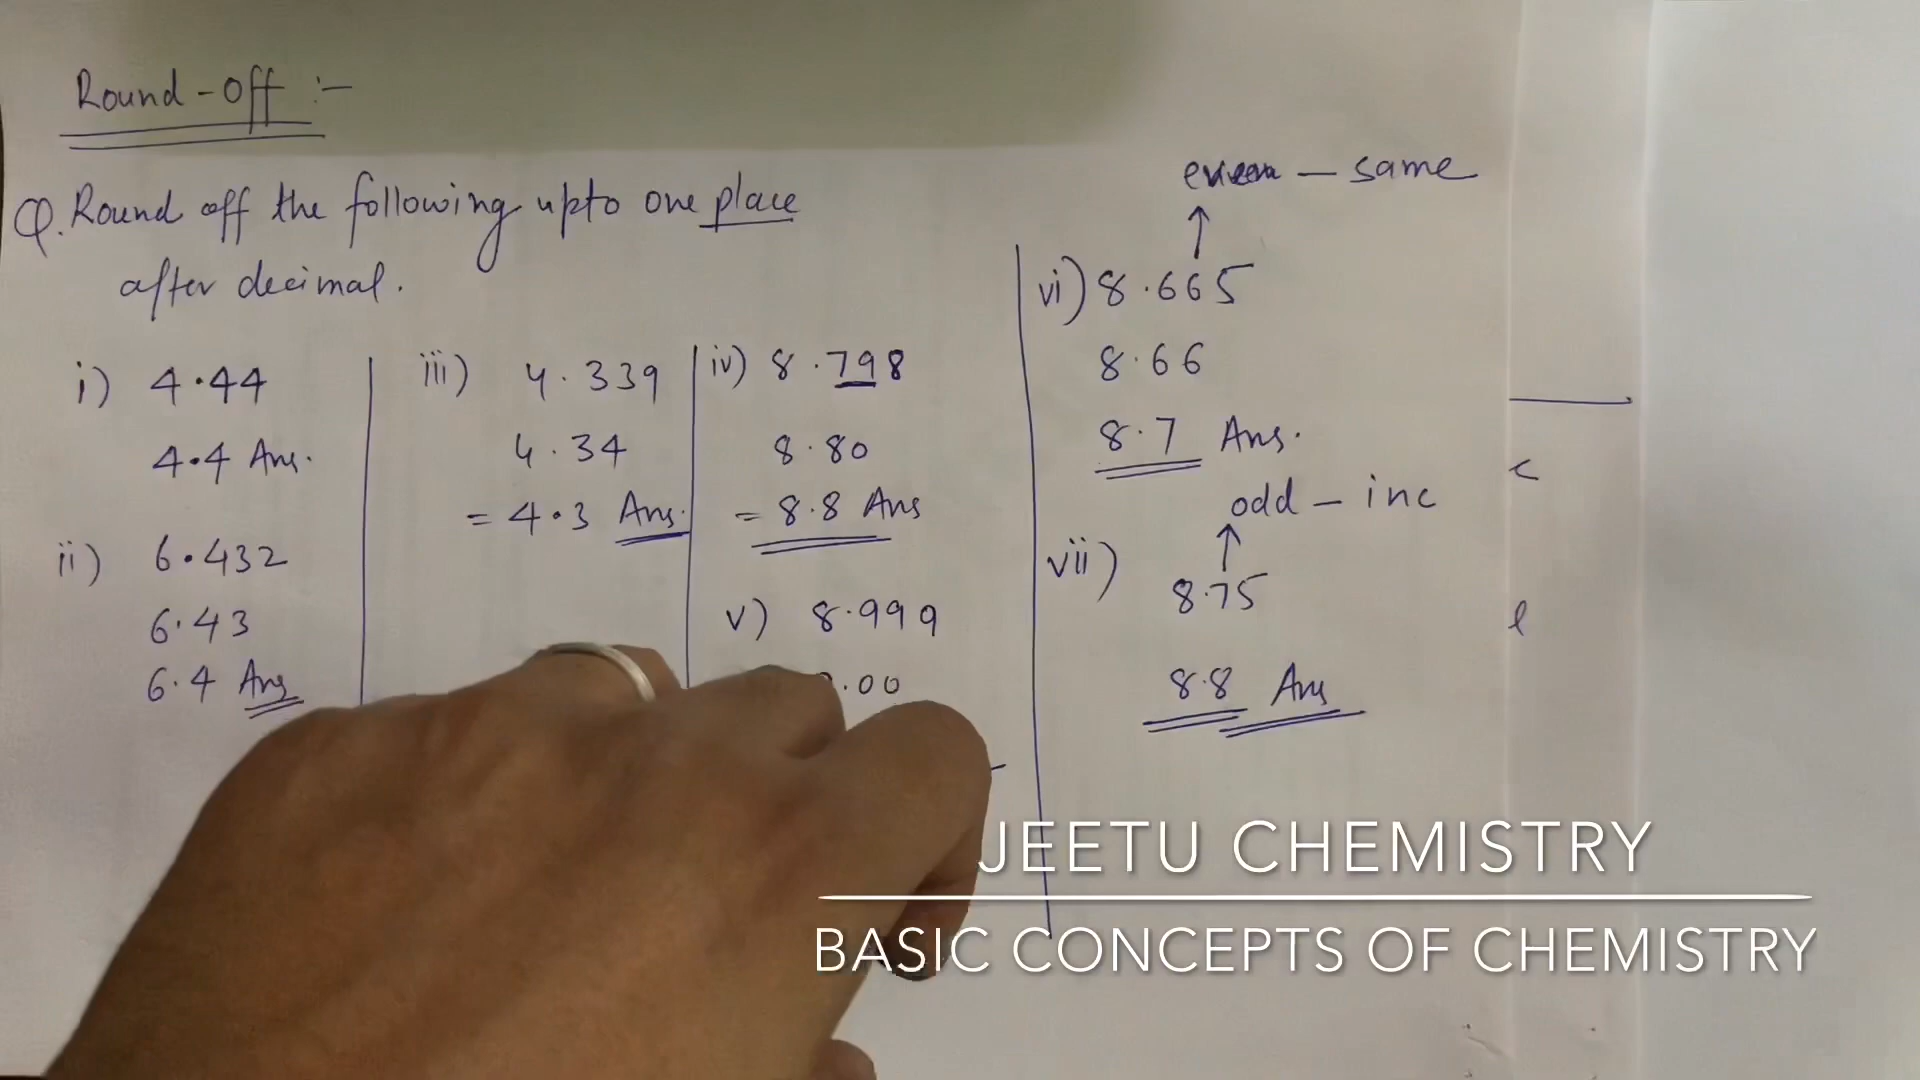 Round-Off :-
Q. Round off the following upto one place
after decimal.
i) 4.44
4.4 Ans.
ii) 6.432
6.43
6.4 Ans
iii) 4.339
4.34
= 4.3 Ans.
iv) 8.798
8.80
= 8.8 Ans
v) 8.999
.00
even — same
↑
vi) 8.665
8.66
8.7 Ans.
odd — inc
↑
vii) 8.75
8.8 Ans
c
l
JEETU CHEMISTRY
BASIC CONCEPTS OF CHEMISTRY